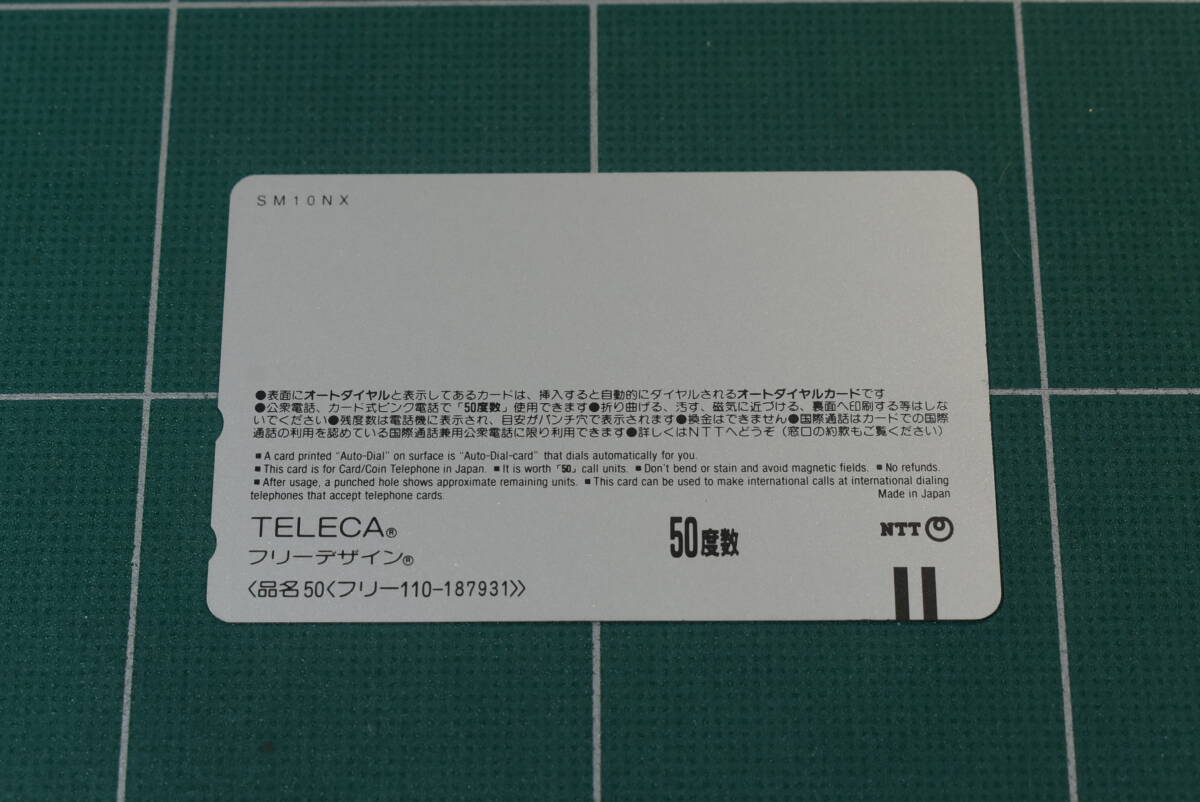 SM10NX
●表面にオートダイヤルと表示してあるカードは、挿入すると自動的にダイヤルされるオートダイヤルカードです
●公衆電話、カード式ピンク電話で「50度数」使用できます●折り曲げる、汚す、磁気に近づける、裏面へ印刷する等はしな
いでください●残度数は電話機に表示され、目安がパンチ穴で表示されます●換金はできません●国際通話はカードでの国際
通話の利用を認めている国際通話兼用公衆電話に限り利用できます●詳しくはNTTへどうぞ（窓口の約款もご覧ください）
■ A card printed “Auto-Dial” on surface is “Auto-Dial-card” that dials automatically for you.
■ This card is for Card/Coin Telephone in Japan. ■ It is worth 「50」 call units. ■ Don't bend or stain and avoid magnetic fields. ■ No refunds.
■ After usage, a punched hole shows approximate remaining units. ■ This card can be used to make international calls at international dialing
telephones that accept telephone cards. Made in Japan
TELECA®
フリーデザイン®
50度数
NTT
〈品名50〈フリー110-187931〉〉